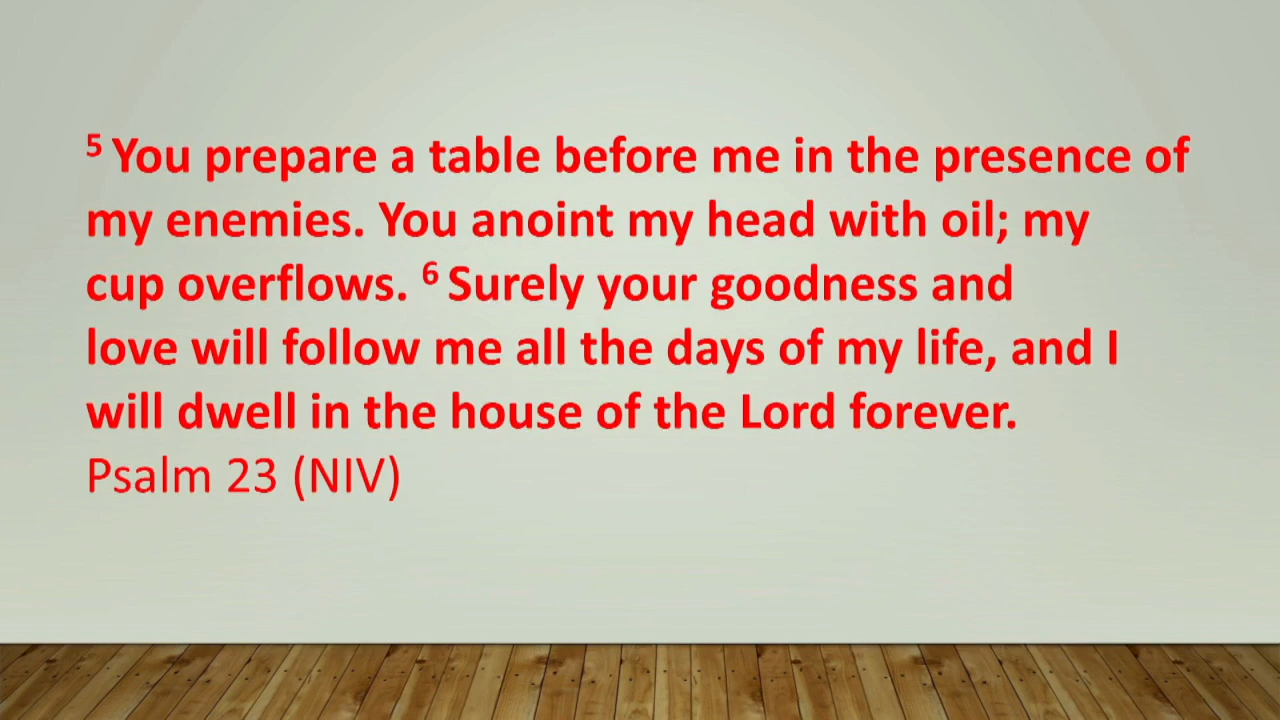 ⁵ You prepare a table before me in the presence of
my enemies. You anoint my head with oil; my
cup overflows. ⁶ Surely your goodness and
love will follow me all the days of my life, and I
will dwell in the house of the Lord forever.
Psalm 23 (NIV)